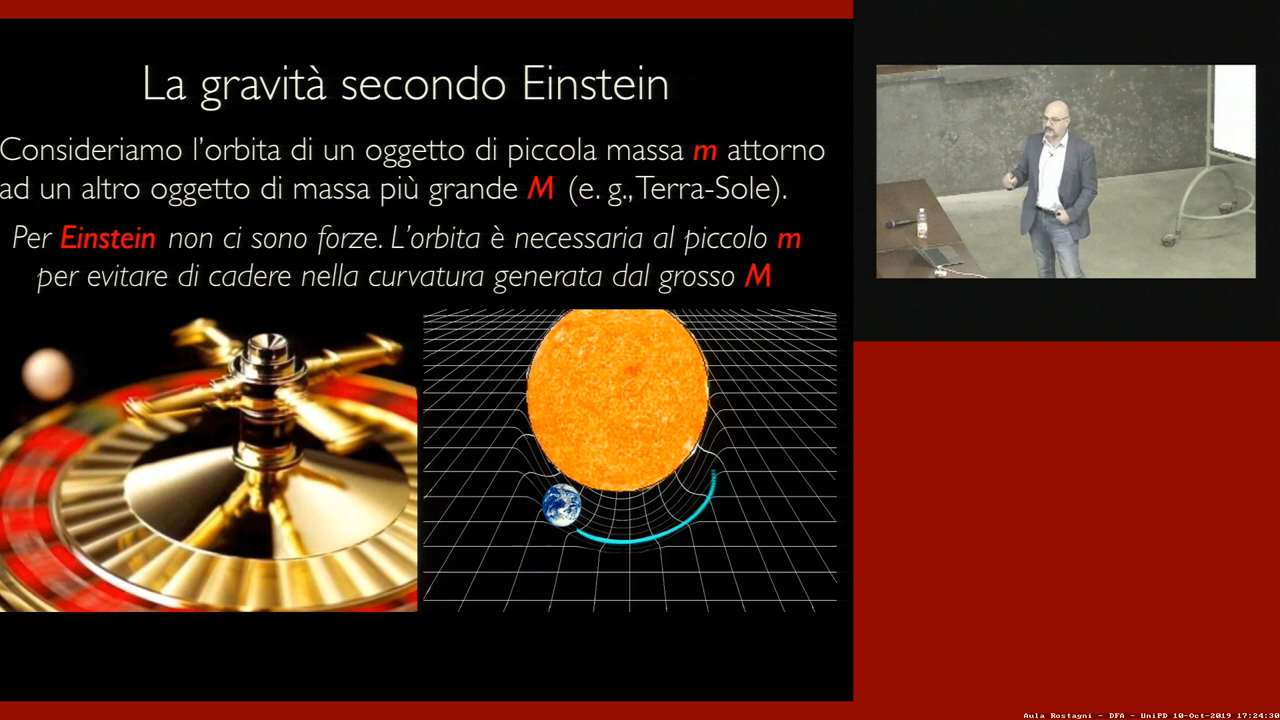 La gravità secondo Einstein
Consideriamo l'orbita di un oggetto di piccola massa m attorno
ad un altro oggetto di massa più grande M (e. g., Terra-Sole).
Per Einstein non ci sono forze. L'orbita è necessaria al piccolo m
per evitare di cadere nella curvatura generata dal grosso M
Aula Rostagni - DFA - UniPD 10-Oct-2019 17:24:30